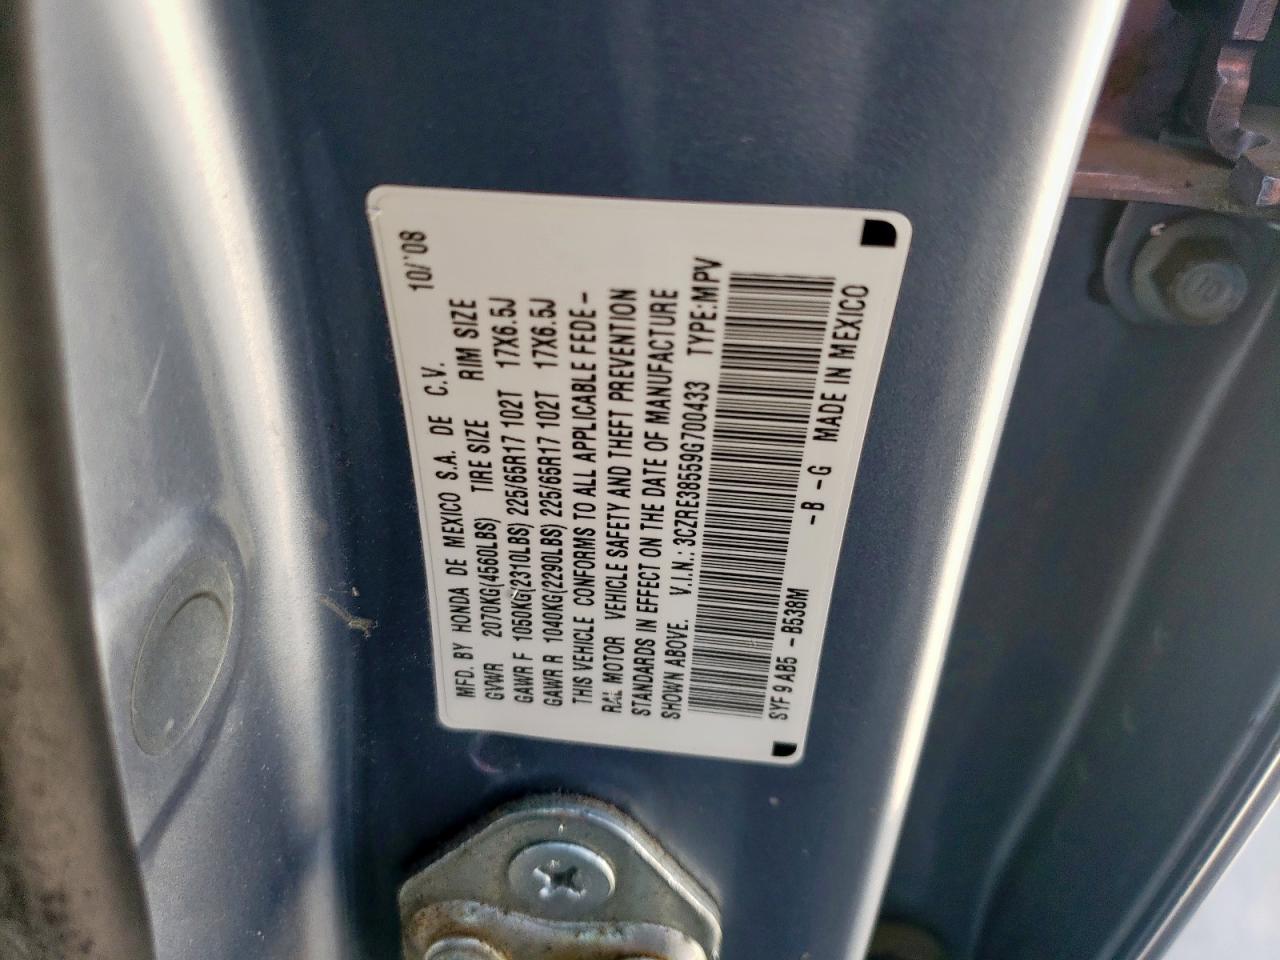 10/'08
MFD. BY HONDA DE MEXICO S.A. DE C.V.
GVWR 2070KG(4560LBS) TIRE SIZE RIM SIZE
GAWR F 1050KG(2310LBS) 225/65R17 102T 17X6.5J
GAWR R 1040KG(2290LBS) 225/65R17 102T 17X6.5J
THIS VEHICLE CONFORMS TO ALL APPLICABLE FEDE-
RAL MOTOR VEHICLE SAFETY AND THEFT PREVENTION
STANDARDS IN EFFECT ON THE DATE OF MANUFACTURE
SHOWN ABOVE. V.I.N.: 3CZRE38559G700433 TYPE:MPV
SYF 9 AB5 -B538M -B -G MADE IN MEXICO